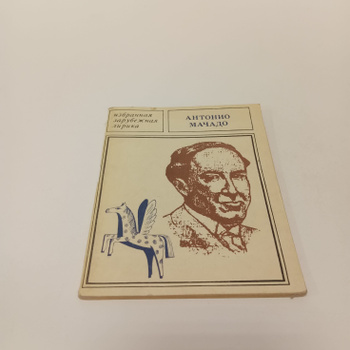 избранная
зарубежная
лирика
АНТОНИО
МАЧАДО